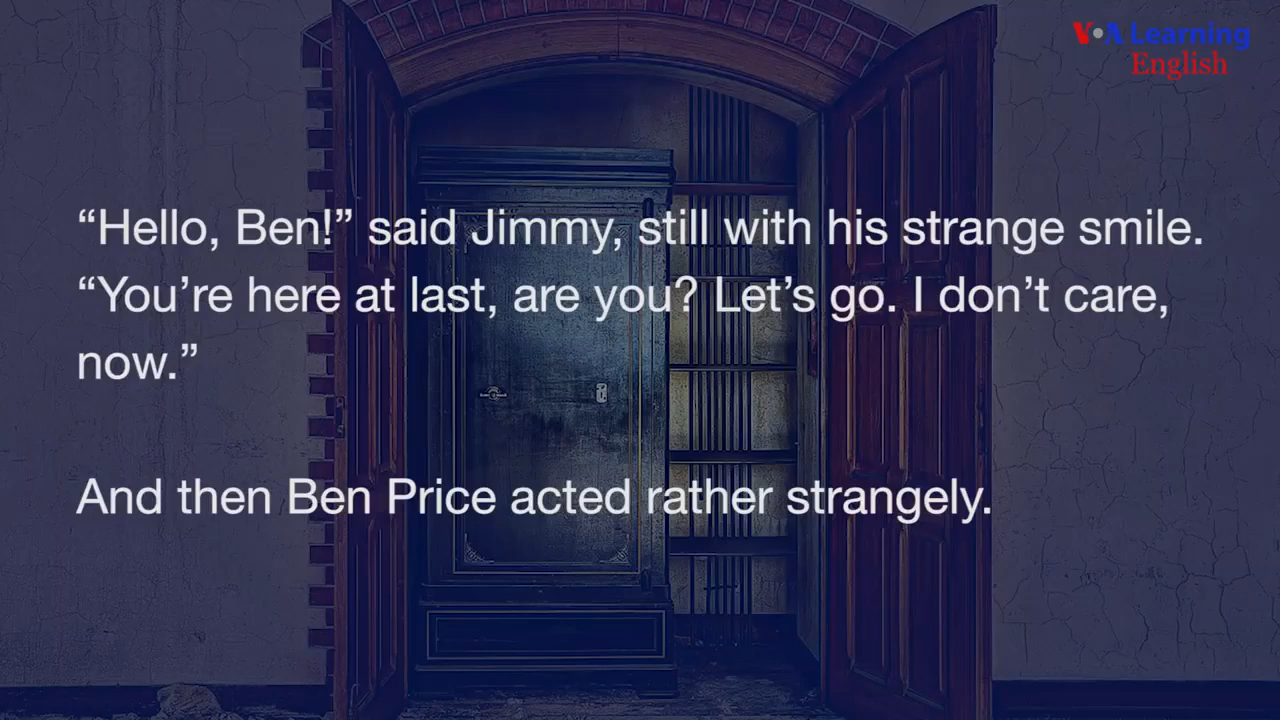 VOA Learning
English
“Hello, Ben!” said Jimmy, still with his strange smile.
“You’re here at last, are you? Let’s go. I don’t care,
now.”
And then Ben Price acted rather strangely.